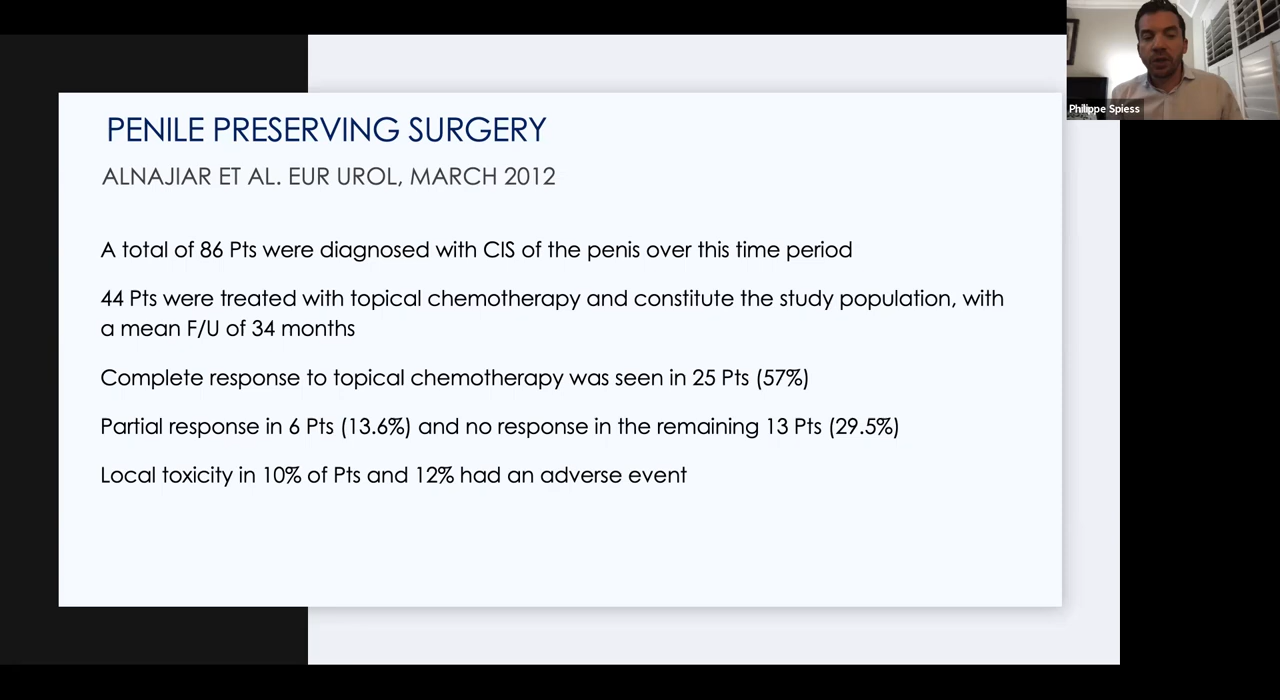 PENILE PRESERVING SURGERY
ALNAJIAR ET AL. EUR UROL, MARCH 2012
A total of 86 Pts were diagnosed with CIS of the penis over this time period
44 Pts were treated with topical chemotherapy and constitute the study population, with
a mean F/U of 34 months
Complete response to topical chemotherapy was seen in 25 Pts (57%)
Partial response in 6 Pts (13.6%) and no response in the remaining 13 Pts (29.5%)
Local toxicity in 10% of Pts and 12% had an adverse event
Philippe Spiess